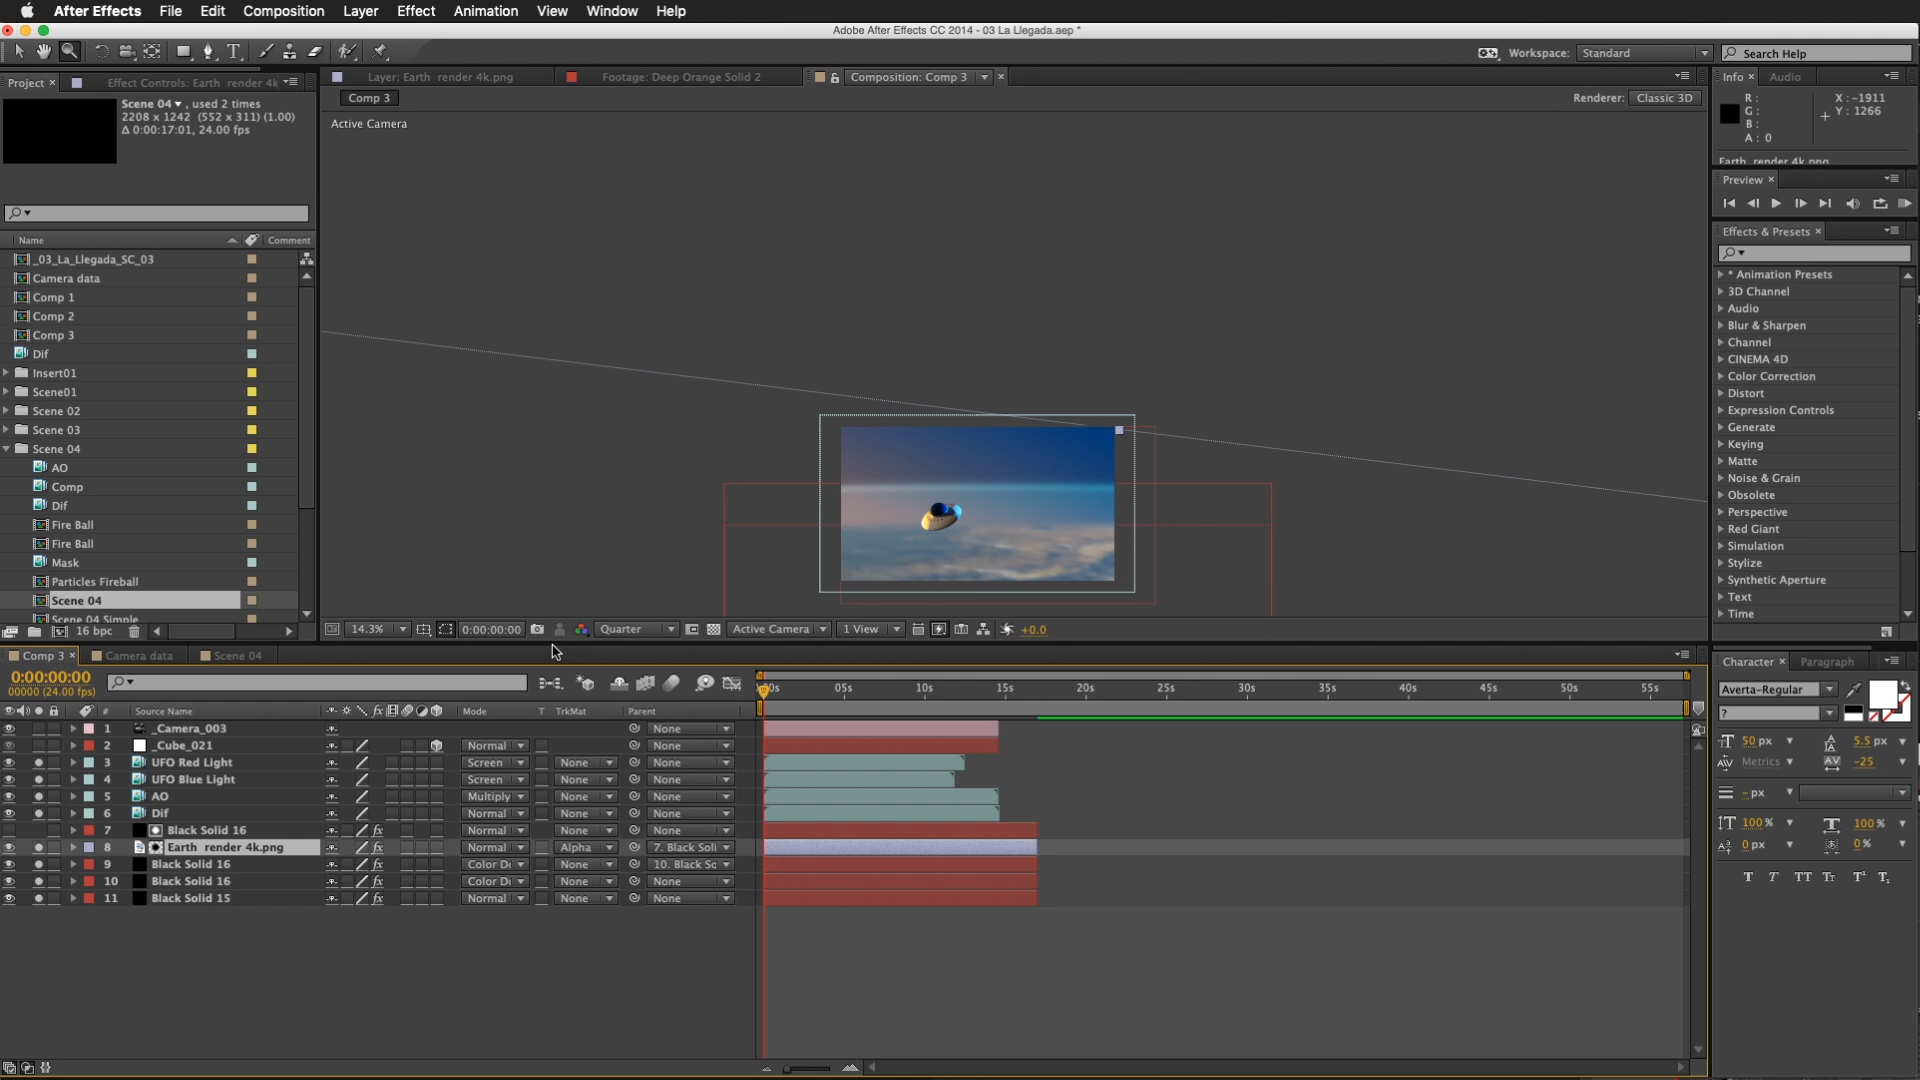 After Effects File Edit Composition Layer Effect Animation View Window Help
Adobe After Effects CC 2014 - 03 La Llegada.aep *
Workspace: Standard Search Help
Project × Effect Controls: Earth render 4k
Layer: Earth render 4k.png Footage: Deep Orange Solid 2 Composition: Comp 3 ×
Info × Audio
Scene 04 , used 2 times
2208 x 1242 (552 x 311) (1.00)
Δ 0:00:17:01, 24.00 fps
Comp 3
Renderer: Classic 3D
Active Camera
R:
G:
B:
A: 0
X: -1911
Y: 1266
Earth render 4k.png
Preview ×
Effects & Presets ×
Name Comment
_03_La_Llegada_SC_03
Camera data
Comp 1
Comp 2
Comp 3
Dif
Insert01
Scene01
Scene 02
Scene 03
Scene 04
AO
Comp
Dif
Fire Ball
Fire Ball
Mask
Particles Fireball
Scene 04
Scene 04 Simple
16 bpc
* Animation Presets
3D Channel
Audio
Blur & Sharpen
Channel
CINEMA 4D
Color Correction
Distort
Expression Controls
Generate
Keying
Matte
Noise & Grain
Obsolete
Perspective
Red Giant
Simulation
Stylize
Synthetic Aperture
Text
Time
14.3% 0:00:00:00 Quarter Active Camera 1 View +0.0
Comp 3 × Camera data Scene 04
0:00:00:00
00000 (24.00 fps)
05s 10s 15s 20s 25s 30s 35s 40s 45s 50s 55s
# Source Name fx Mode T TrkMat Parent
1 _Camera_003 None
2 _Cube_021 Normal None
3 UFO Red Light Screen None None
4 UFO Blue Light Screen None None
5 AO Multiply None None
6 Dif Normal None None
7 Black Solid 16 fx Normal None None
8 Earth render 4k.png fx Normal Alpha 7. Black Soli
9 Black Solid 16 fx Color D None 10. Black So
10 Black Solid 16 fx Color D None None
11 Black Solid 15 fx Normal None None
Character × Paragraph
Averta-Regular
?
50 px 5.5 px
Metrics -25
- px
100% 100%
0 px 0%
T T TT Tr T¹ T₁